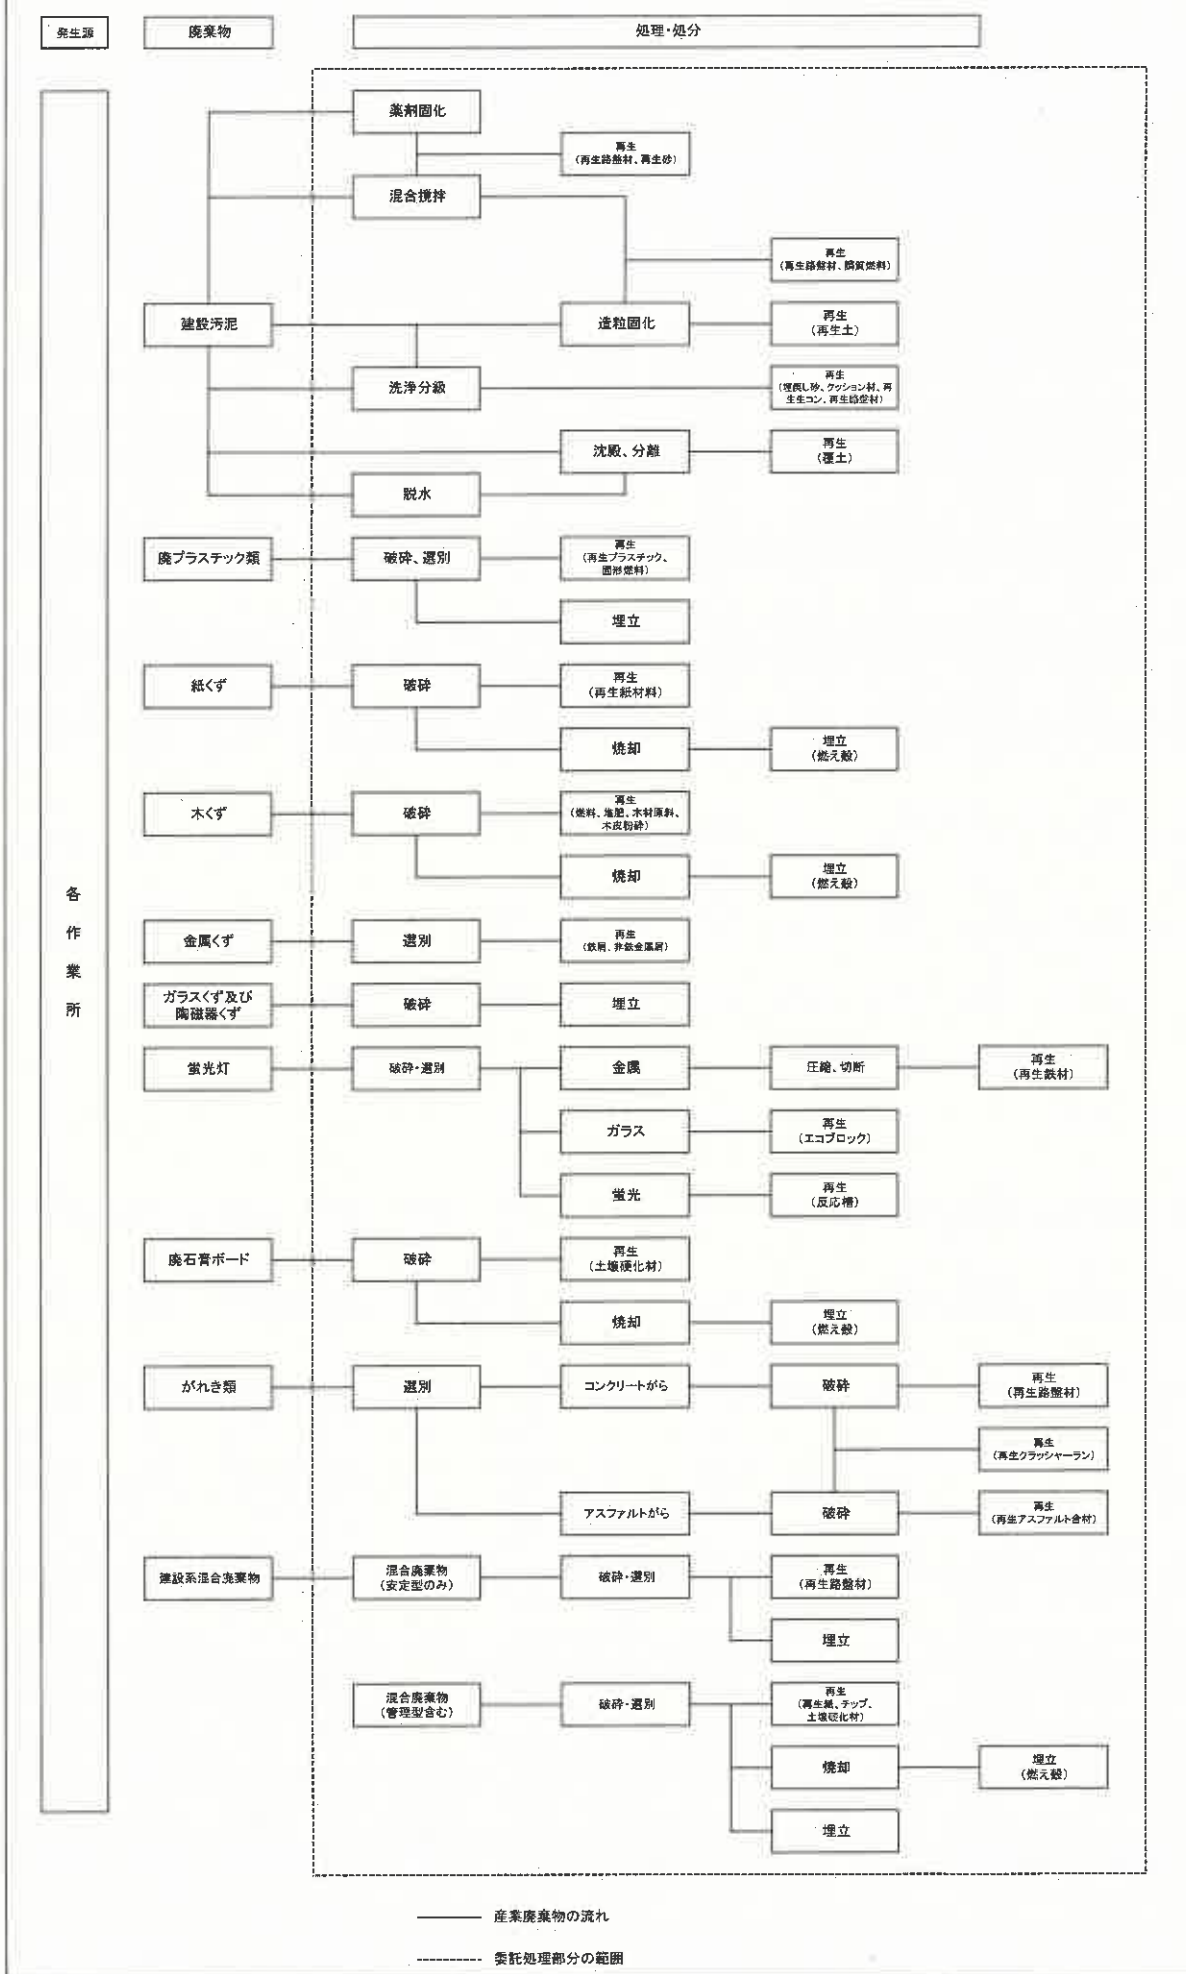 発生源
廃棄物
処理・処分
各
作
業
所
薬剤固化
再生
(再生路盤材、再生砂)
混合撹拌
再生
(再生路盤材、燃料)
建設汚泥
造粒固化
再生
(再生土)
洗浄分級
再生
(埋戻し砂、クッション材、再
生生コン、再生路盤材)
沈殿、分離
再生
(覆土)
脱水
廃プラスチック類
破砕、選別
再生
(再生プラスチック、
固形燃料)
埋立
紙くず
破砕
再生
(再生紙材料)
焼却
埋立
(燃え殻)
木くず
破砕
再生
(燃料、堆肥、木材原料、
木皮粉砕)
焼却
埋立
(燃え殻)
金属くず
選別
再生
(鉄屑、非鉄金属屑)
ガラスくず及び
陶磁器くず
破砕
埋立
蛍光灯
破砕・選別
金属
圧縮、切断
再生
(再生鉄材)
ガラス
再生
(エコブロック)
蛍光
再生
(反応槽)
廃石膏ボード
破砕
再生
(土壌硬化材)
焼却
埋立
(燃え殻)
がれき類
選別
コンクリートがら
破砕
再生
(再生路盤材)
再生
(再生クラッシャーラン)
アスファルトがら
破砕
再生
(再生アスファルト合材)
建設系混合廃棄物
混合廃棄物
(安定型のみ)
破砕・選別
再生
(再生路盤材)
埋立
混合廃棄物
(管理型含む)
破砕・選別
再生
(再生紙、チップ、
土壌硬化材)
焼却
埋立
(燃え殻)
埋立
産業廃棄物の流れ
委託処理部分の範囲